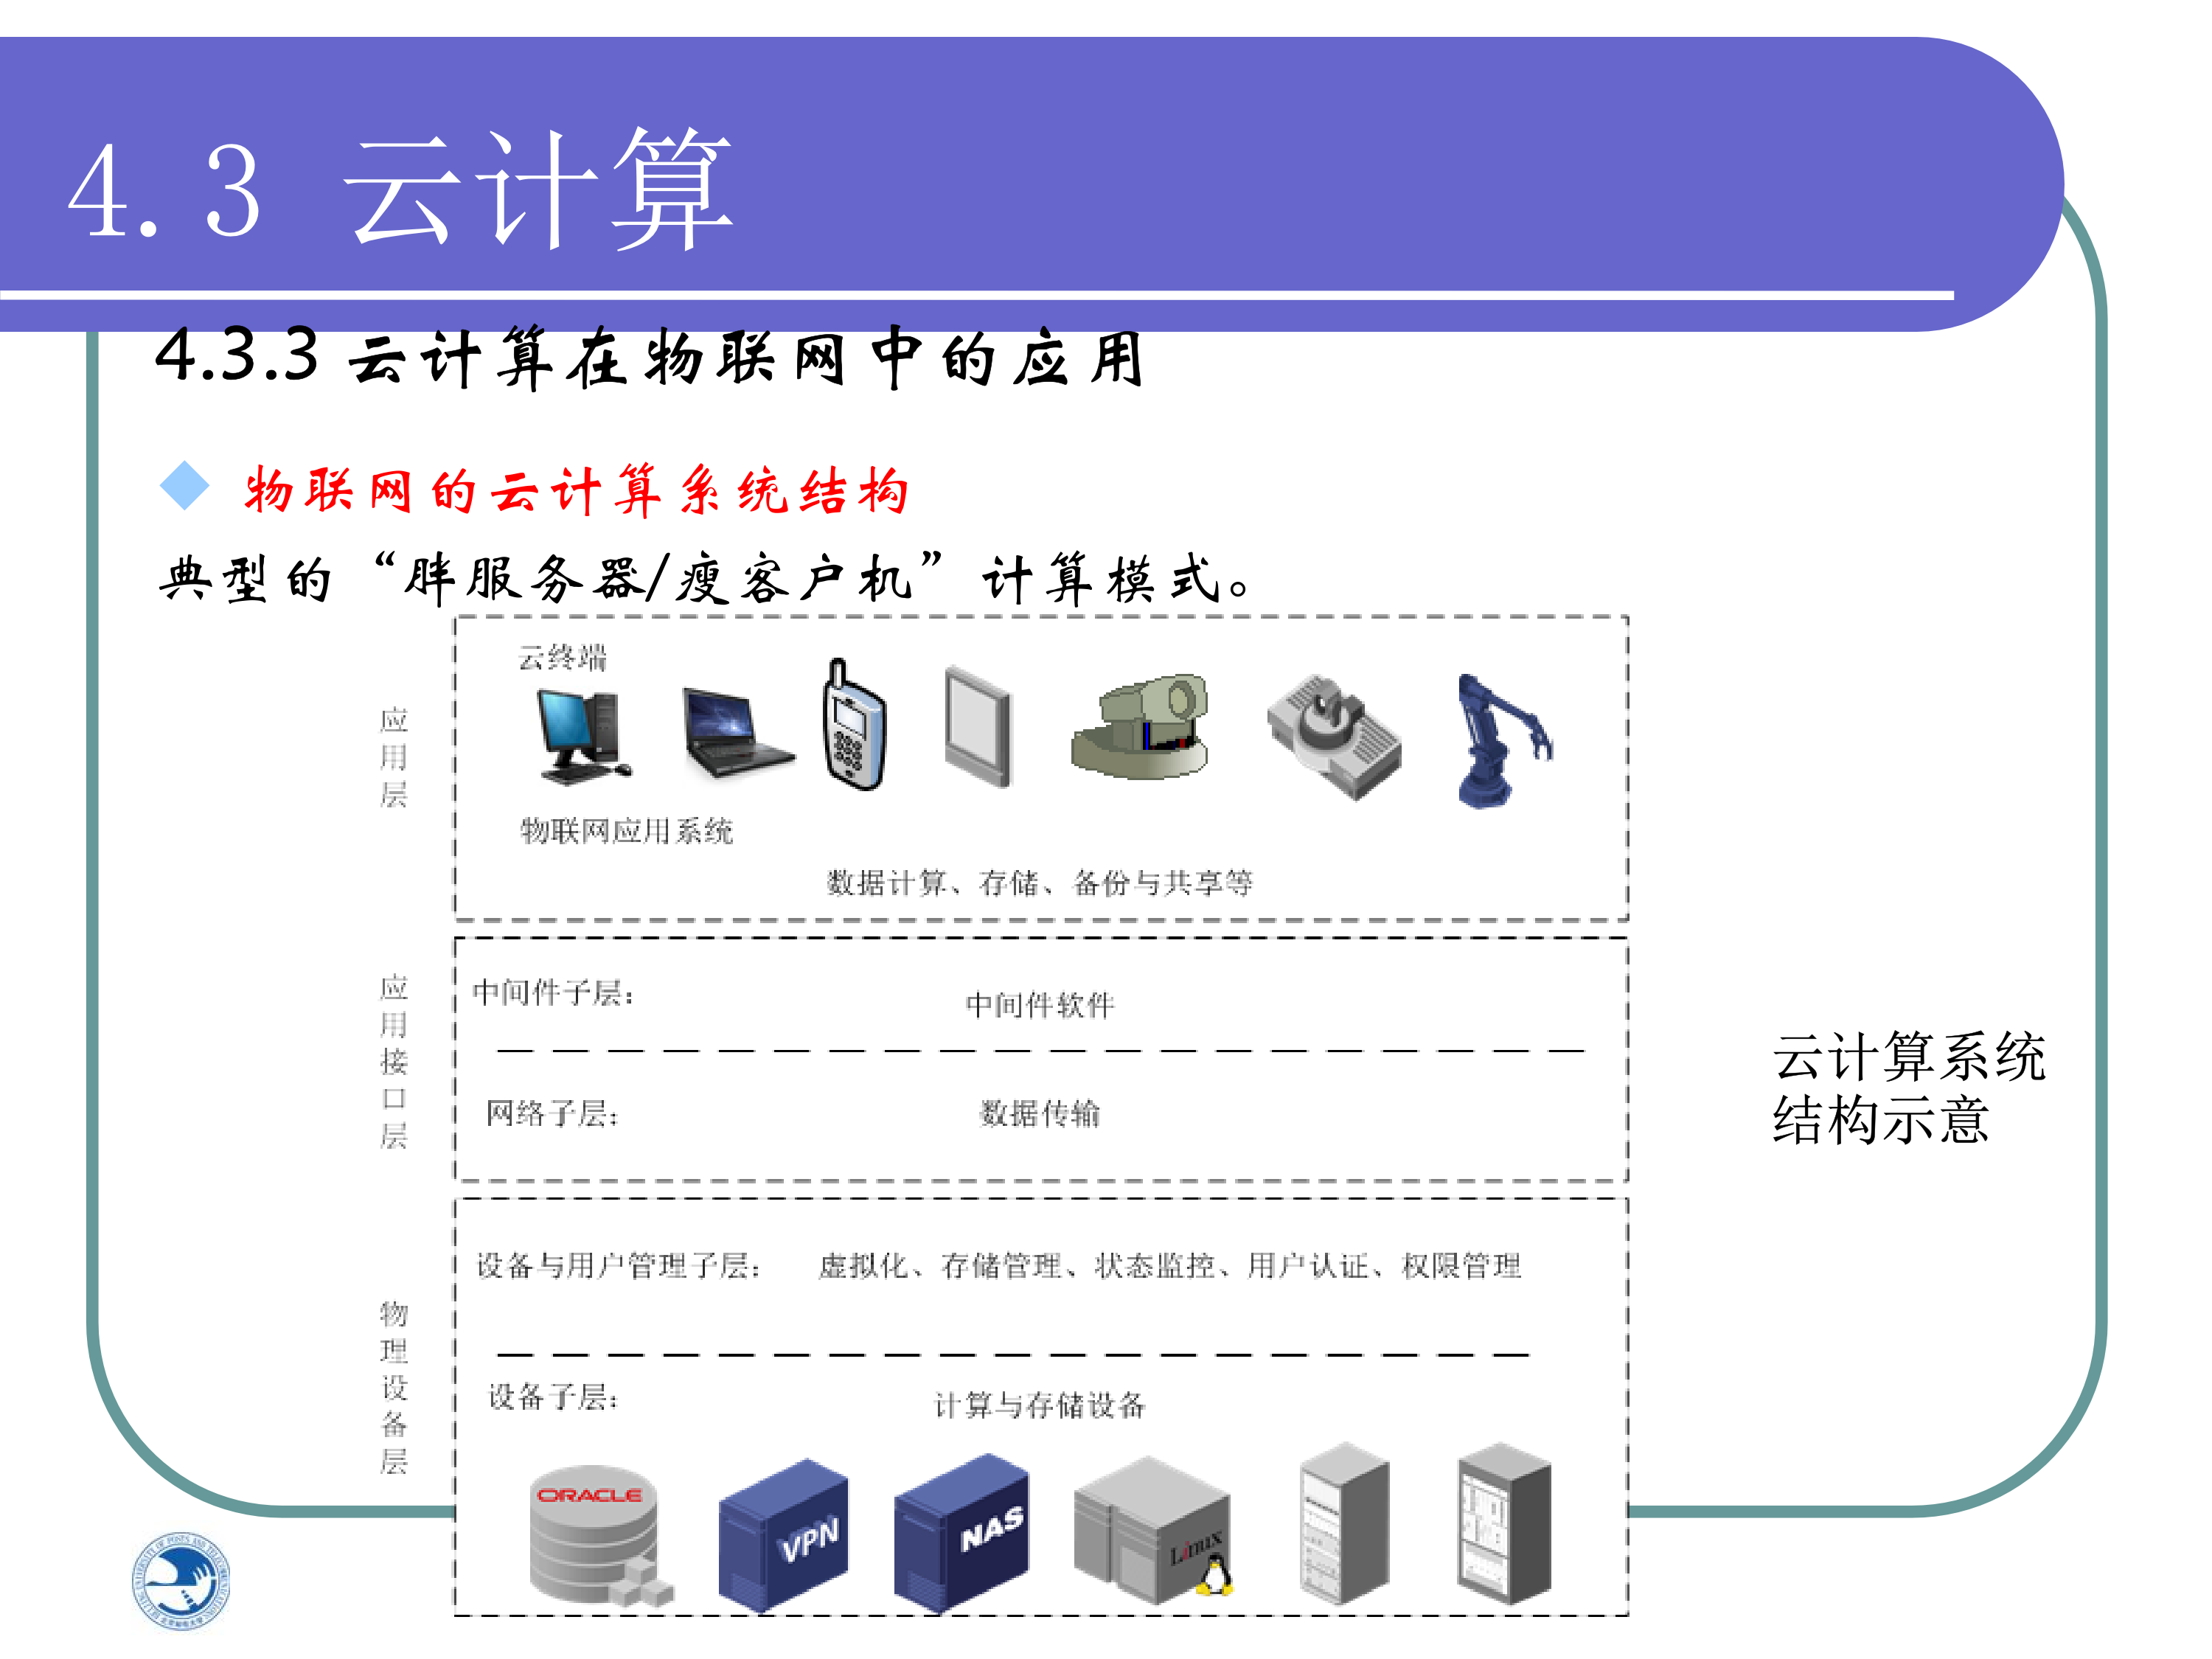 4.3 云计算
4.3.3 云计算在物联网中的应用
物联网的云计算系统结构
典型的“胖服务器/瘦客户机”计算模式。
应用层
云终端
物联网应用系统
数据计算、存储、备份与共享等
应用接口层
中间件子层：
中间件软件
网络子层：
数据传输
云计算系统
结构示意
物理设备层
设备与用户管理子层：
虚拟化、存储管理、状态监控、用户认证、权限管理
设备子层：
计算与存储设备
ORACLE
VPN
NAS
Linux